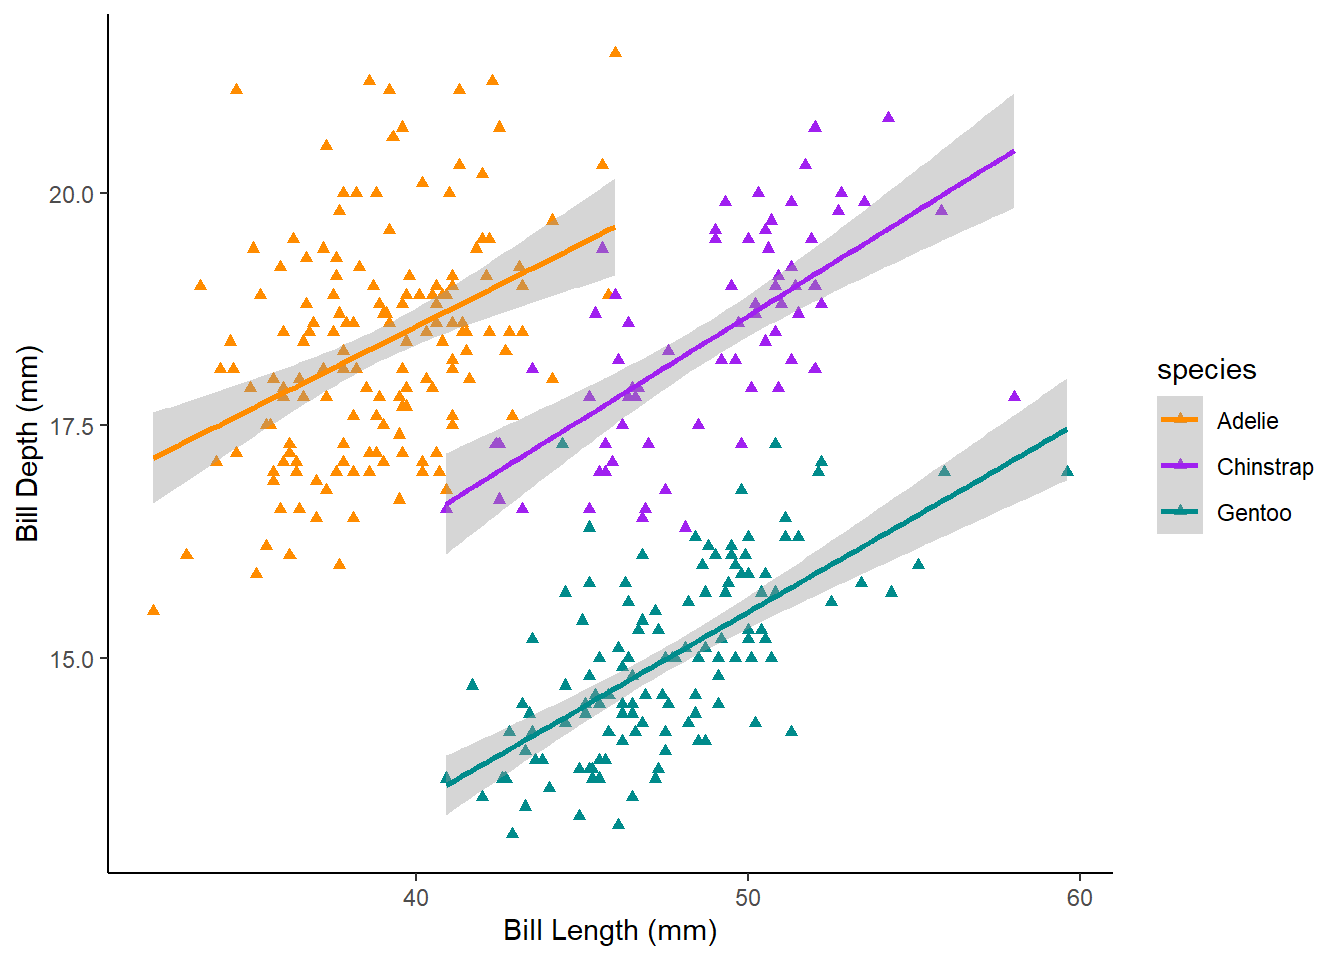 20.0
17.5
15.0
Bill Depth (mm)
40 50 60
Bill Length (mm)
species
Adelie
Chinstrap
Gentoo